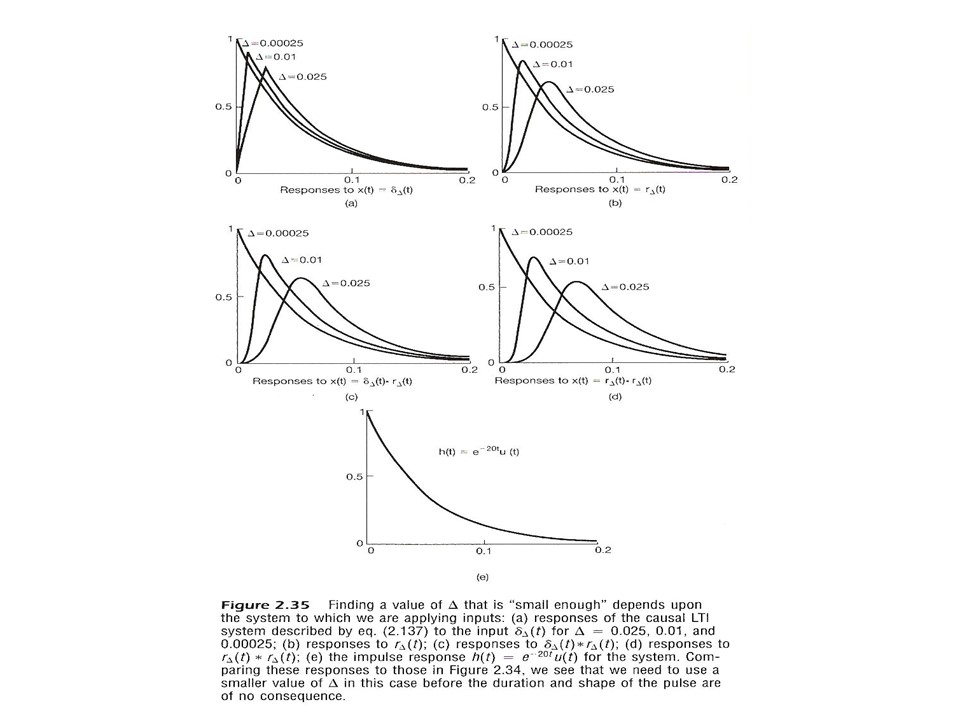 1
Δ=0.00025
Δ=0.01
Δ=0.025
0.5
0
0
0.1
0.2
Responses to x(t) = δΔ(t)
(a)
1
Δ=0.00025
Δ=0.01
Δ=0.025
0.5
0
0
0.1
0.2
Responses to x(t) = rΔ(t)
(b)
1
Δ=0.00025
Δ=0.01
Δ=0.025
0.5
0
0
0.1
0.2
Responses to x(t) = δΔ(t)* rΔ(t)
(c)
1
Δ=0.00025
Δ=0.01
Δ=0.025
0.5
0
0
0.1
0.2
Responses to x(t) = rΔ(t)* rΔ(t)
(d)
1
h(t) = e⁻²⁰ᵗu (t)
0.5
0
0
0.1
0.2
(e)
Figure 2.35 Finding a value of Δ that is "small enough" depends upon
the system to which we are applying inputs: (a) responses of the causal LTI
system described by eq. (2.137) to the input δΔ(t) for Δ = 0.025, 0.01, and
0.00025; (b) responses to rΔ(t); (c) responses to δΔ(t)*rΔ(t); (d) responses to
rΔ(t) * rΔ(t); (e) the impulse response h(t) = e⁻²⁰ᵗu(t) for the system. Com-
paring these responses to those in Figure 2.34, we see that we need to use a
smaller value of Δ in this case before the duration and shape of the pulse are
of no consequence.